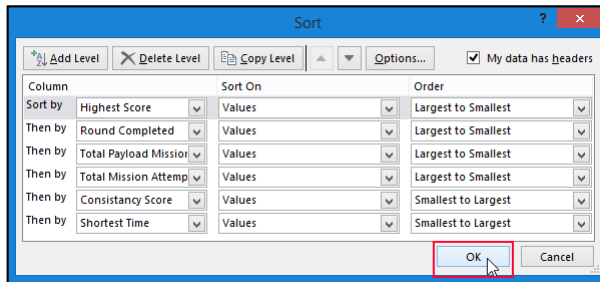 Sort ? ×
Add Level Delete Level Copy Level Options... My data has headers
Column Sort On Order
Sort by Highest Score Values Largest to Smallest
Then by Round Completed Values Largest to Smallest
Then by Total Payload Mission Values Largest to Smallest
Then by Total Mission Attemp Values Largest to Smallest
Then by Consistancy Score Values Smallest to Largest
Then by Shortest Time Values Smallest to Largest
OK Cancel